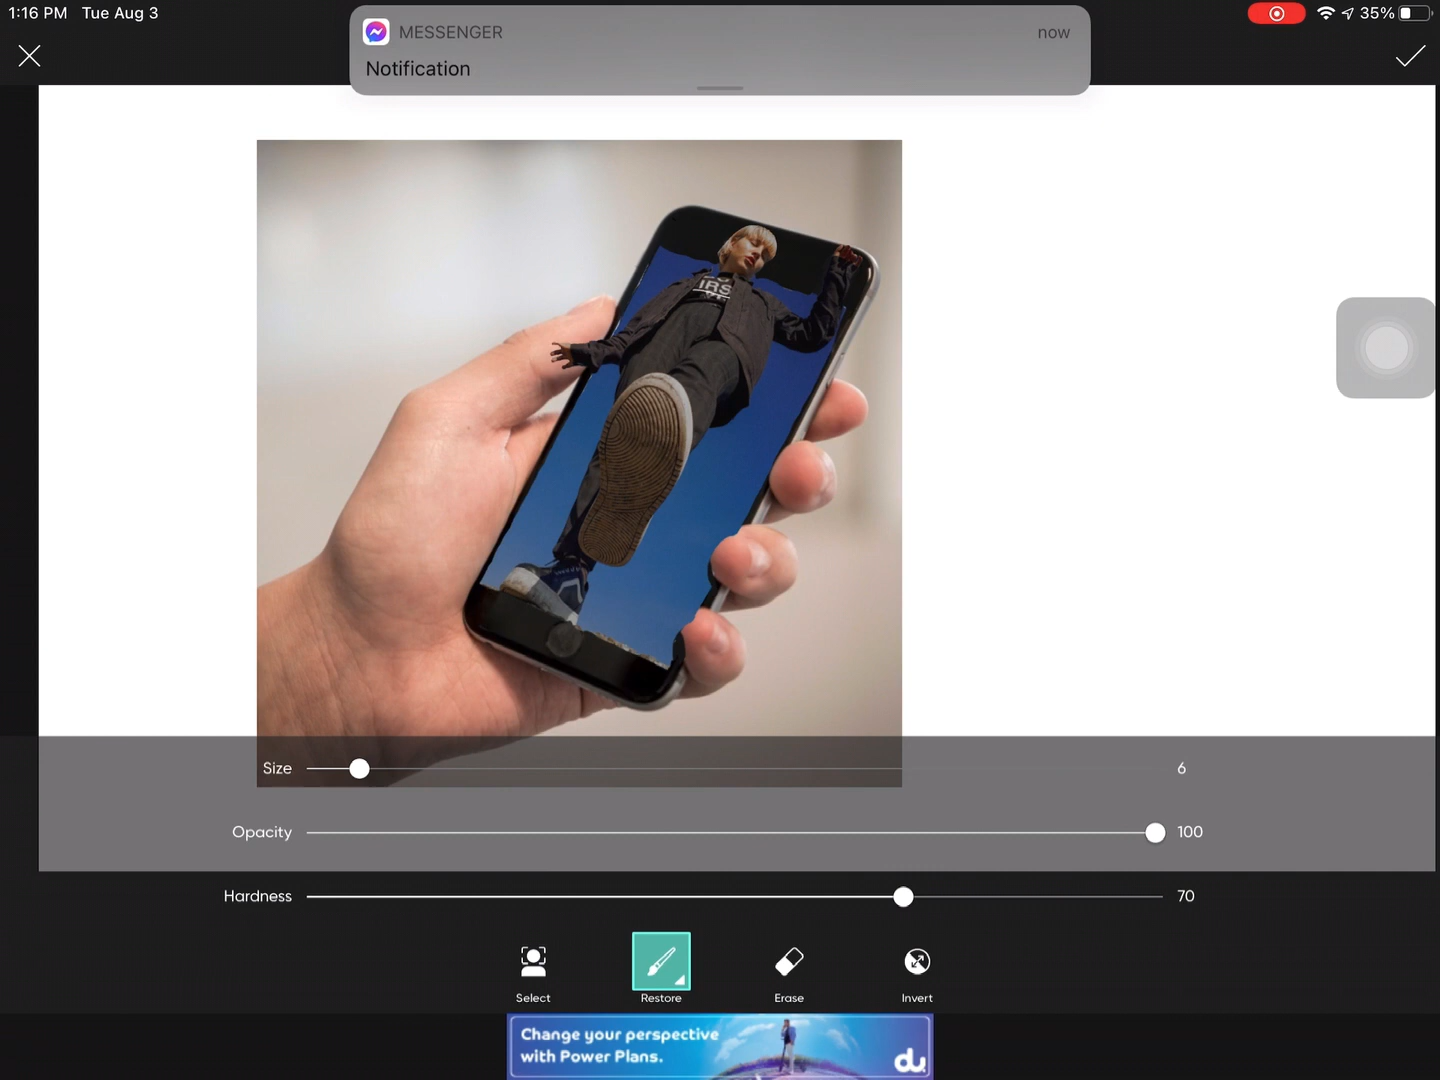 1:16 PM Tue Aug 3
35%
MESSENGER
now
Notification
IRS
Size
6
Opacity
100
Hardness
70
Select
Restore
Erase
Invert
Change your perspective
with Power Plans.
du